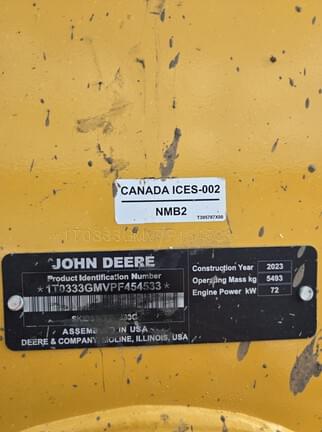 CANADA ICES-002
NMB2
T395787X00
JOHN DEERE
Product Identification Number
*1T0333GMVPF454533*
ASSEMBLED IN USA
DEERE & COMPANY MOLINE, ILLINOIS, USA
Construction Year 2023
Operating Mass kg 5493
Engine Power kW 72